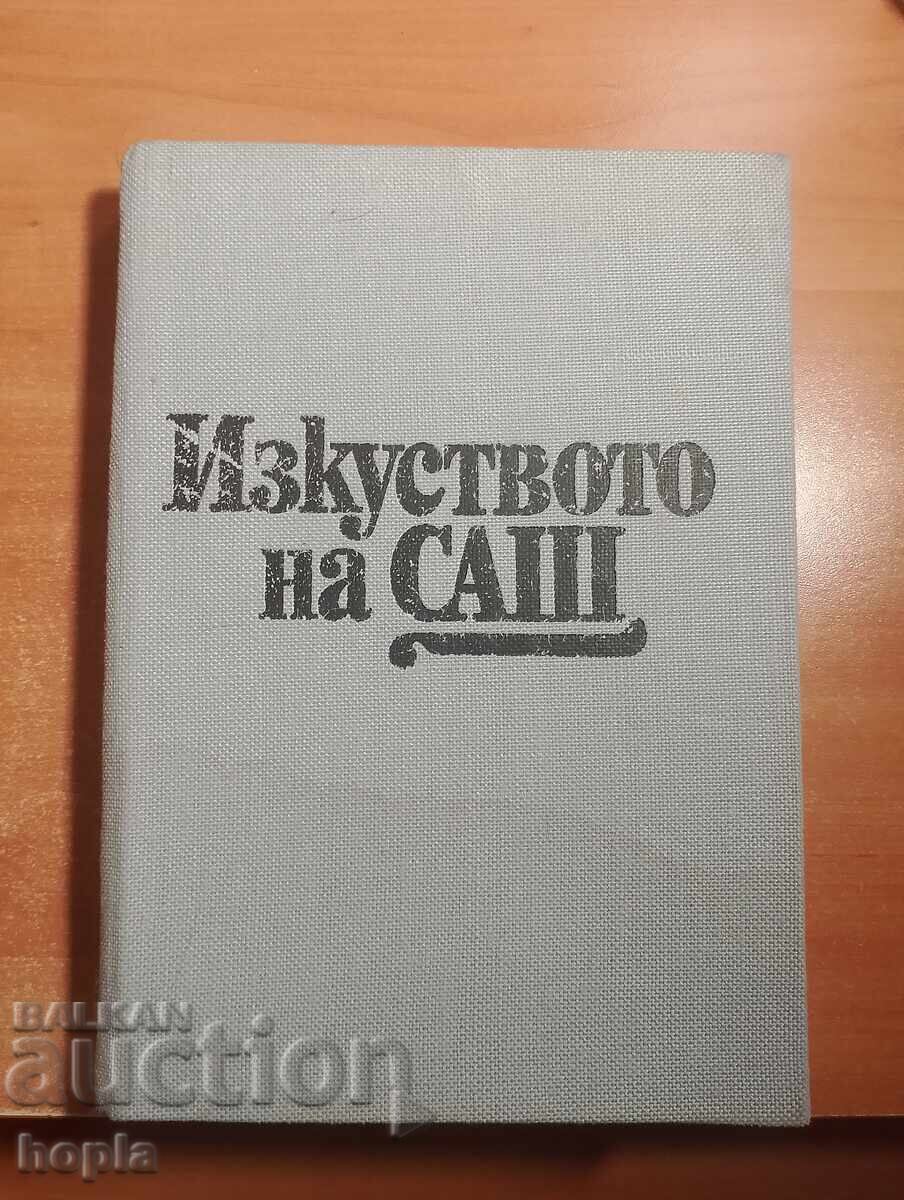 Изкуството
на САЩ
BALKAN
auction
hopla